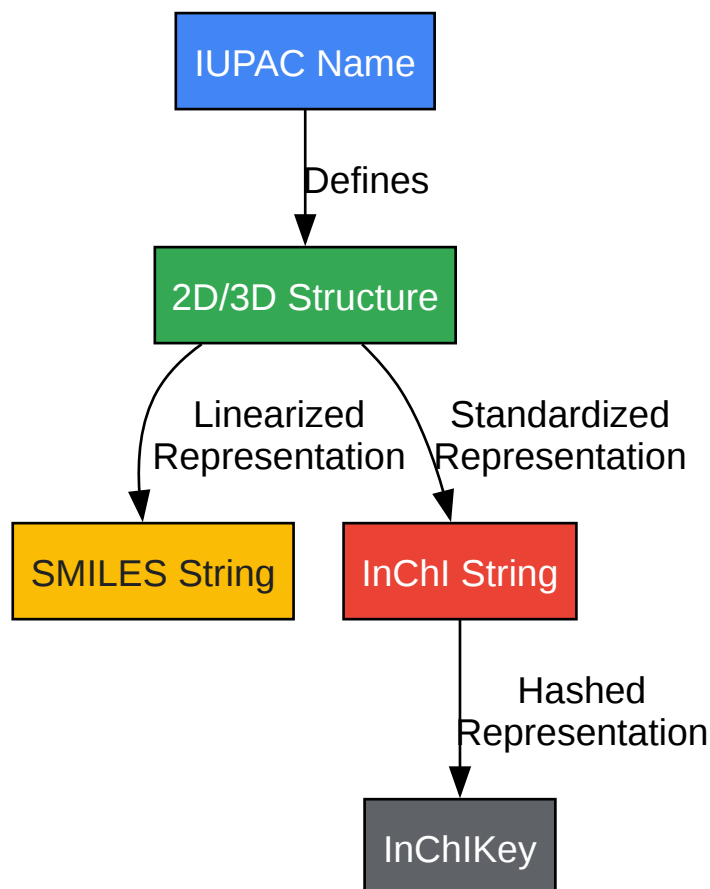 IUPAC Name
Defines
2D/3D Structure
Linearized
Representation
Standardized
Representation
SMILES String
InChI String
Hashed
Representation
InChIKey